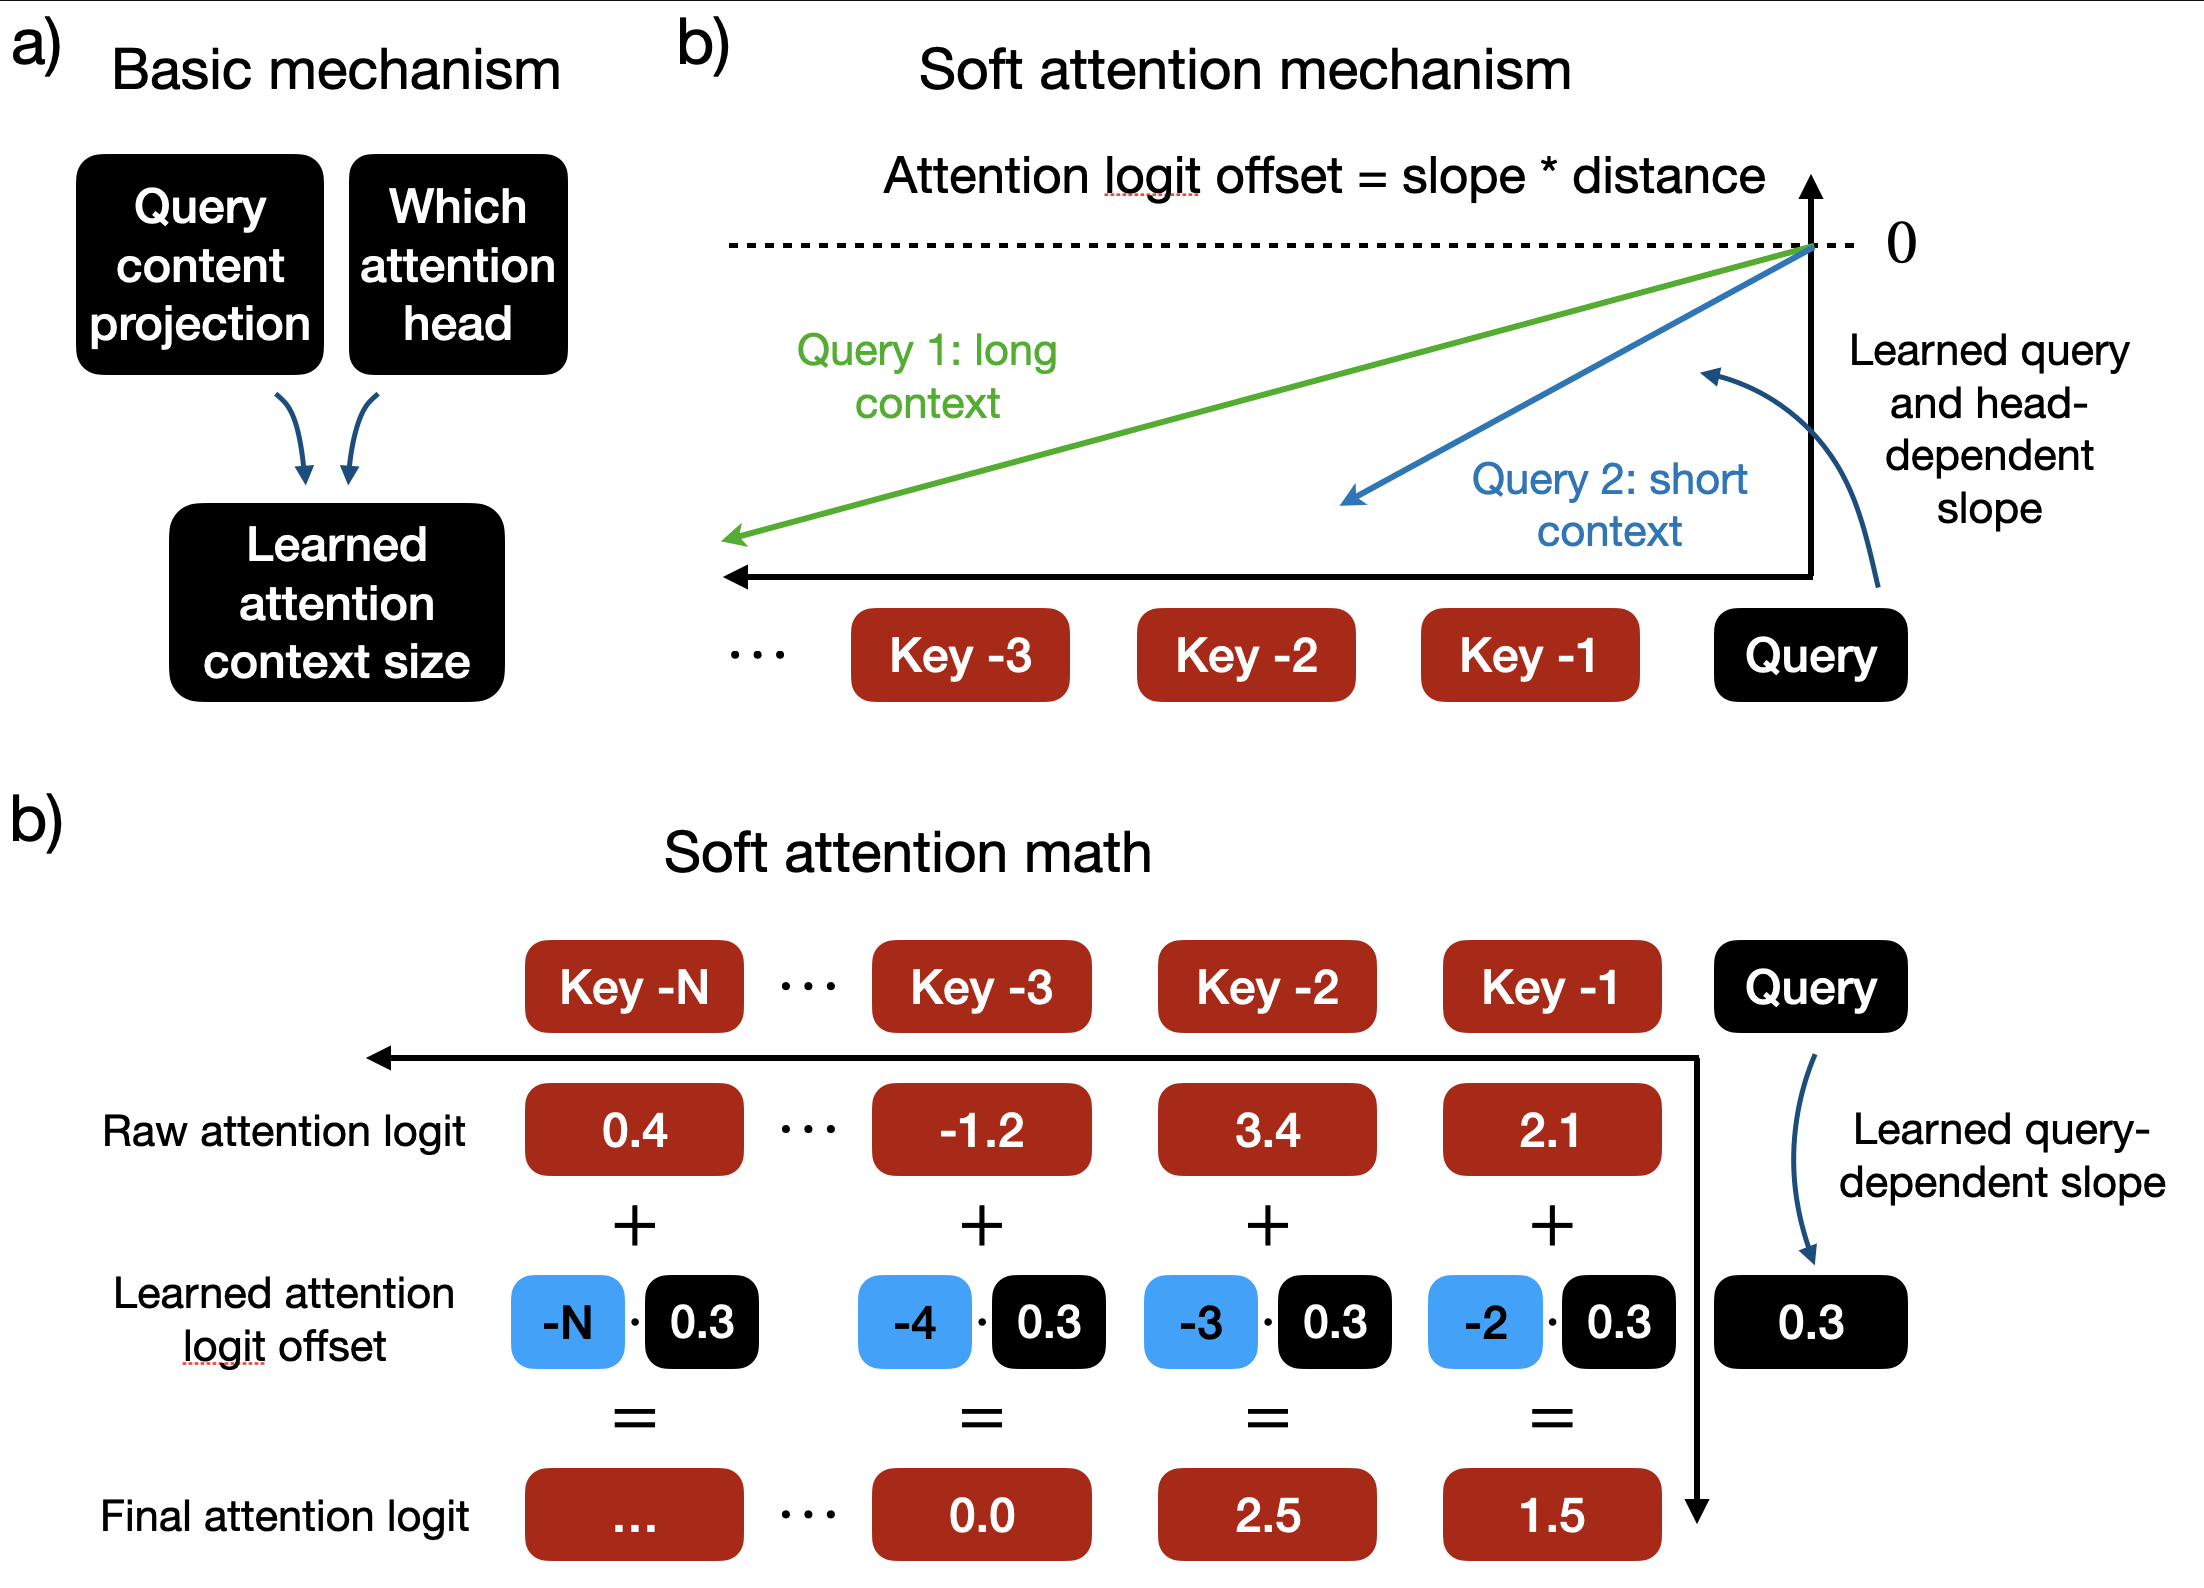 a)
Basic mechanism
Query
content
projection
Which
attention
head
Learned
attention
context size
b)
Soft attention mechanism
Attention logit offset = slope * distance
0
Query 1: long
context
Query 2: short
context
Learned query
and head-
dependent
slope
... Key -3 Key -2 Key -1 Query
b)
Soft attention math
Key -N ... Key -3 Key -2 Key -1 Query
Raw attention logit 0.4 ... -1.2 3.4 2.1
+ + + +
Learned query-
dependent slope
Learned attention
logit offset
-N · 0.3 -4 · 0.3 -3 · 0.3 -2 · 0.3 0.3
= = = =
Final attention logit ... ... 0.0 2.5 1.5